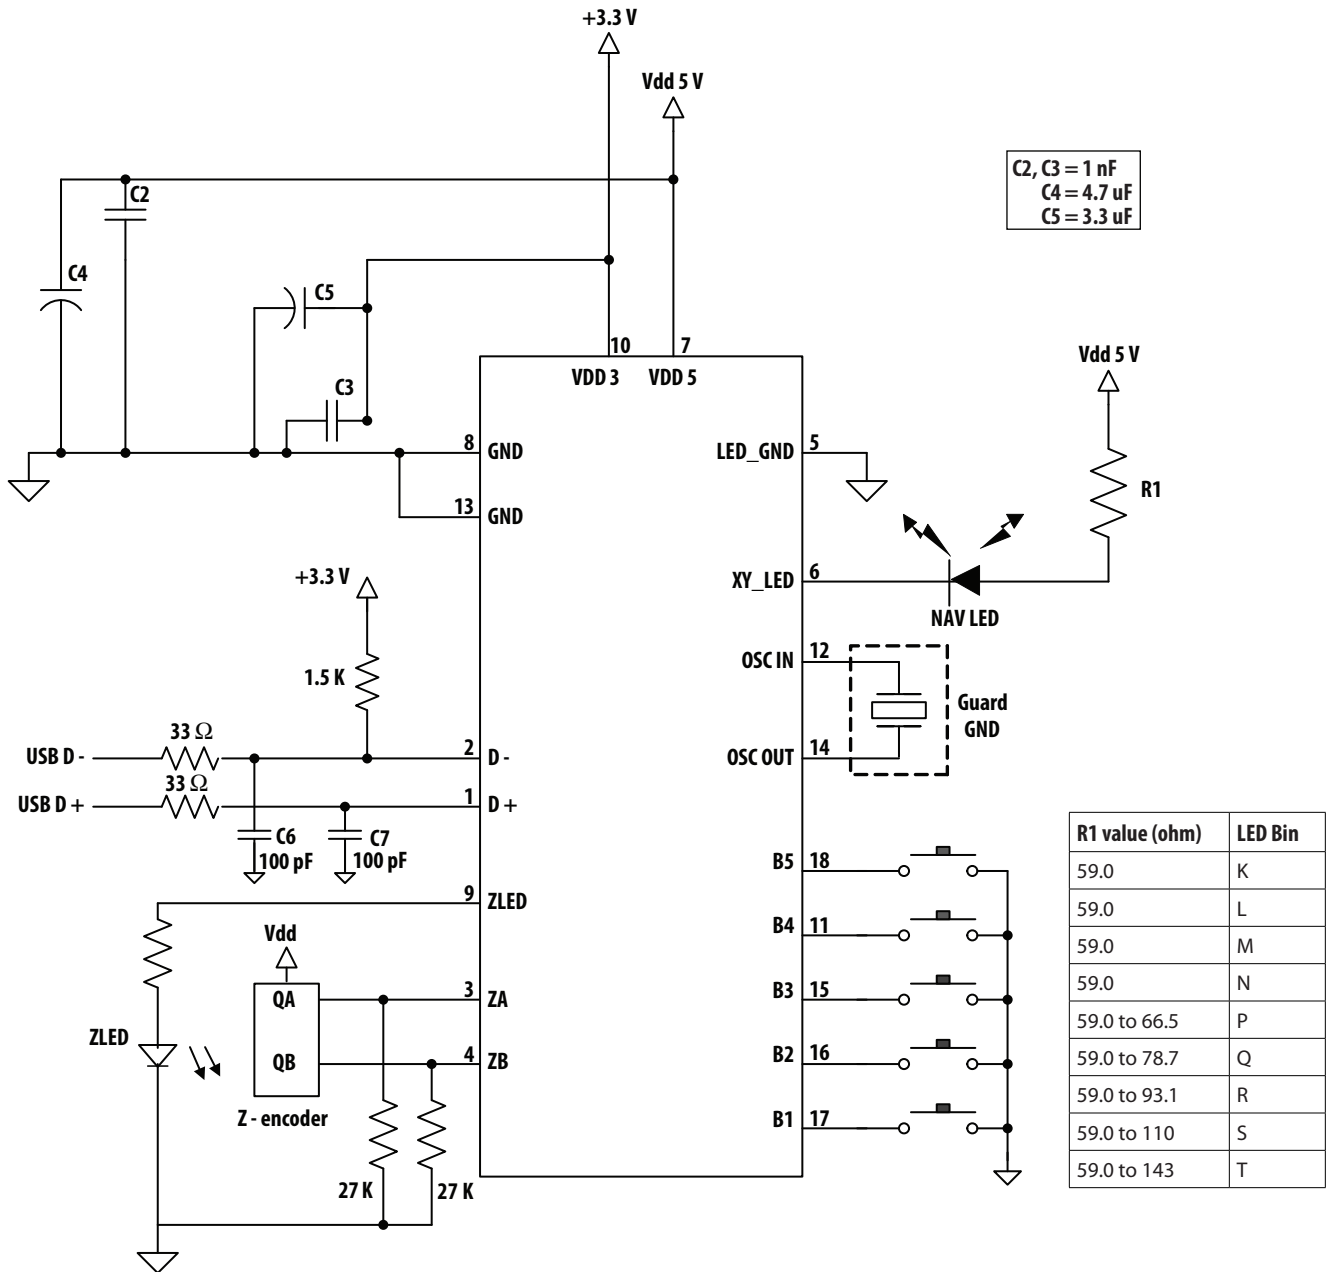 +3.3 V
Vdd 5 V
C2, C3 = 1 nF
C4 = 4.7 uF
C5 = 3.3 uF
C2
C4
C5
C3
10
7
VDD 3
VDD 5
Vdd 5 V
8
GND
13
GND
LED_GND
5
R1
XY_LED
6
NAV LED
+3.3 V
1.5 K
OSC IN
12
Guard
GND
OSC OUT
14
USB D -
33 Ω
2
D -
USB D +
33 Ω
1
D +
C6
100 pF
C7
100 pF
9
ZLED
Vdd
QA
3
ZA
ZLED
QB
4
ZB
Z - encoder
27 K
27 K
B5
18
B4
11
B3
15
B2
16
B1
17
R1 value (ohm) LED Bin
59.0 K
59.0 L
59.0 M
59.0 N
59.0 to 66.5 P
59.0 to 78.7 Q
59.0 to 93.1 R
59.0 to 110 S
59.0 to 143 T